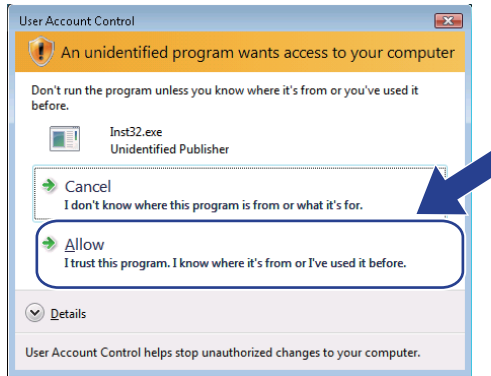 User Account Control
An unidentified program wants access to your computer
Don't run the program unless you know where it's from or you've used it
before.
Inst32.exe
Unidentified Publisher
Cancel
I don't know where this program is from or what it's for.
Allow
I trust this program. I know where it's from or I've used it before.
Details
User Account Control helps stop unauthorized changes to your computer.